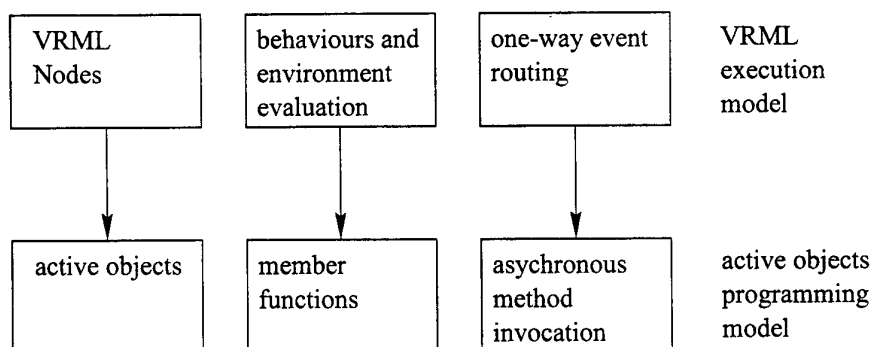 VRML
Nodes
behaviours and
environment
evaluation
one-way event
routing
VRML
execution
model
active objects
member
functions
asychronous
method
invocation
active objects
programming
model